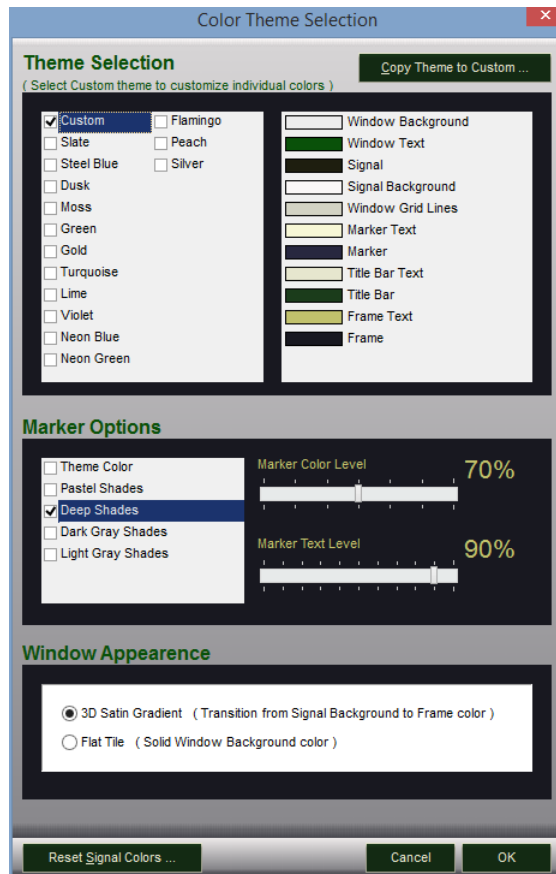 Color Theme Selection
Theme Selection
Copy Theme to Custom ...
( Select Custom theme to customize individual colors )
Custom
Slate
Steel Blue
Dusk
Moss
Green
Gold
Turquoise
Lime
Violet
Neon Blue
Neon Green
Flamingo
Peach
Silver
Window Background
Window Text
Signal
Signal Background
Window Grid Lines
Marker Text
Marker
Title Bar Text
Title Bar
Frame Text
Frame
Marker Options
Theme Color
Pastel Shades
Deep Shades
Dark Gray Shades
Light Gray Shades
Marker Color Level
70%
Marker Text Level
90%
Window Appearence
3D Satin Gradient ( Transition from Signal Background to Frame color )
Flat Tile ( Solid Window Background color )
Reset Signal Colors ...
Cancel
OK